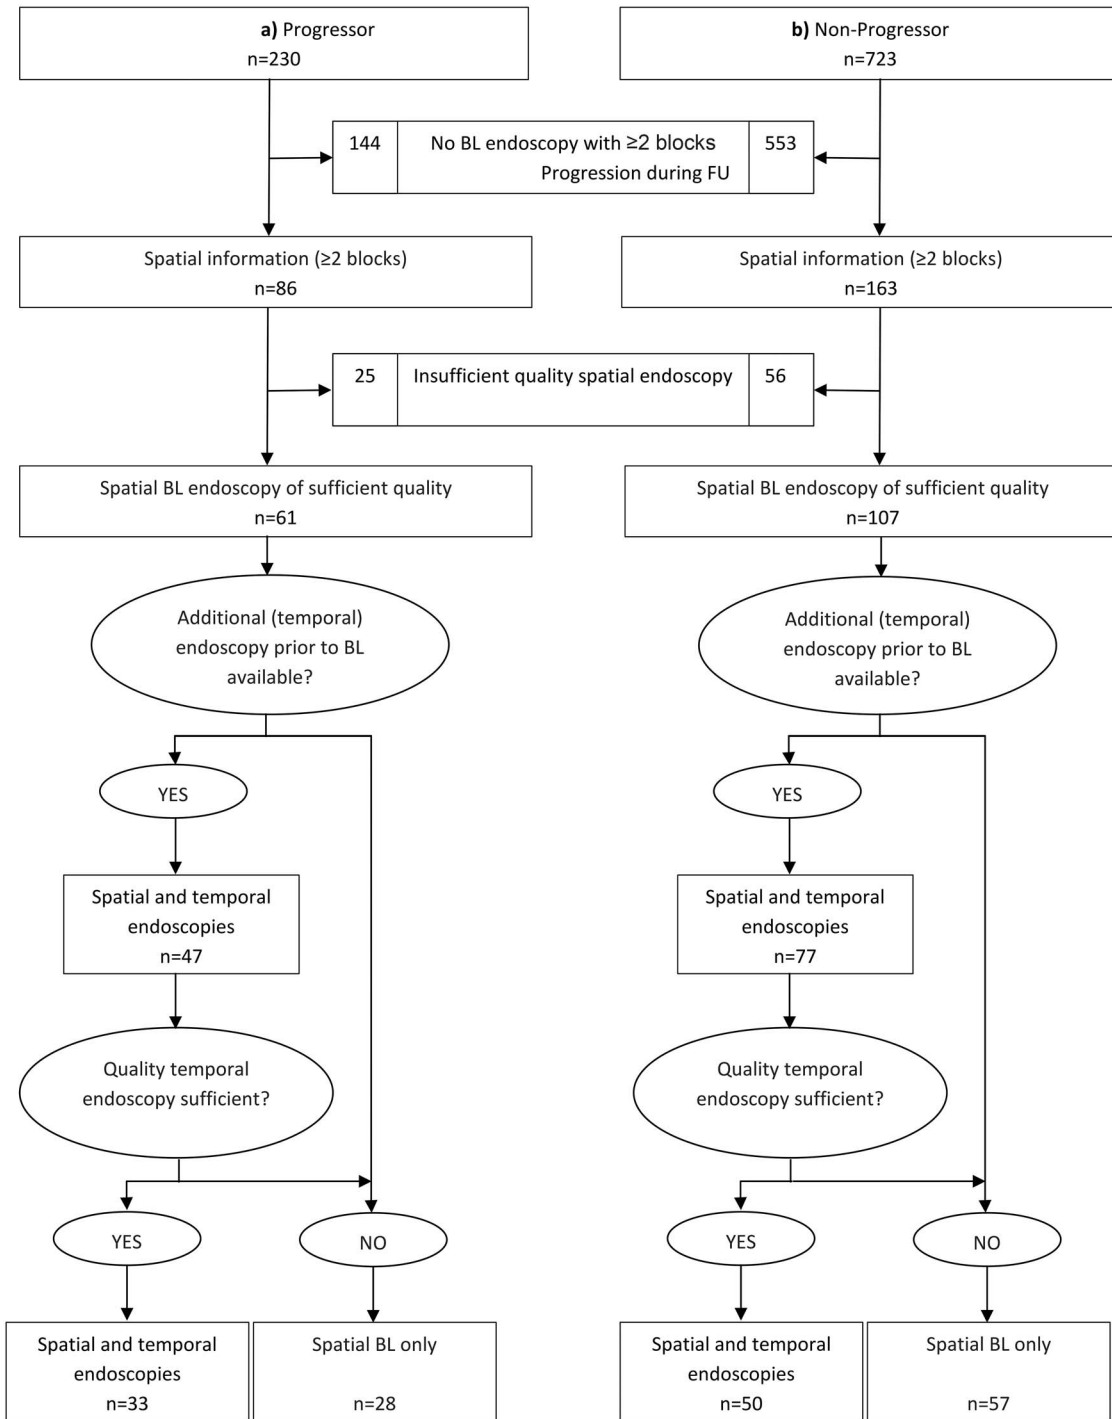 a) Progressor
n=230
b) Non-Progressor
n=723
144
No BL endoscopy with ≥2 blocks
Progression during FU
553
Spatial information (≥2 blocks)
n=86
Spatial information (≥2 blocks)
n=163
25
Insufficient quality spatial endoscopy
56
Spatial BL endoscopy of sufficient quality
n=61
Spatial BL endoscopy of sufficient quality
n=107
Additional (temporal)
endoscopy prior to BL
available?
Additional (temporal)
endoscopy prior to BL
available?
YES
YES
Spatial and temporal
endoscopies
n=47
Spatial and temporal
endoscopies
n=77
Quality temporal
endoscopy sufficient?
Quality temporal
endoscopy sufficient?
YES
NO
YES
NO
Spatial and temporal
endoscopies
n=33
Spatial BL only
n=28
Spatial and temporal
endoscopies
n=50
Spatial BL only
n=57